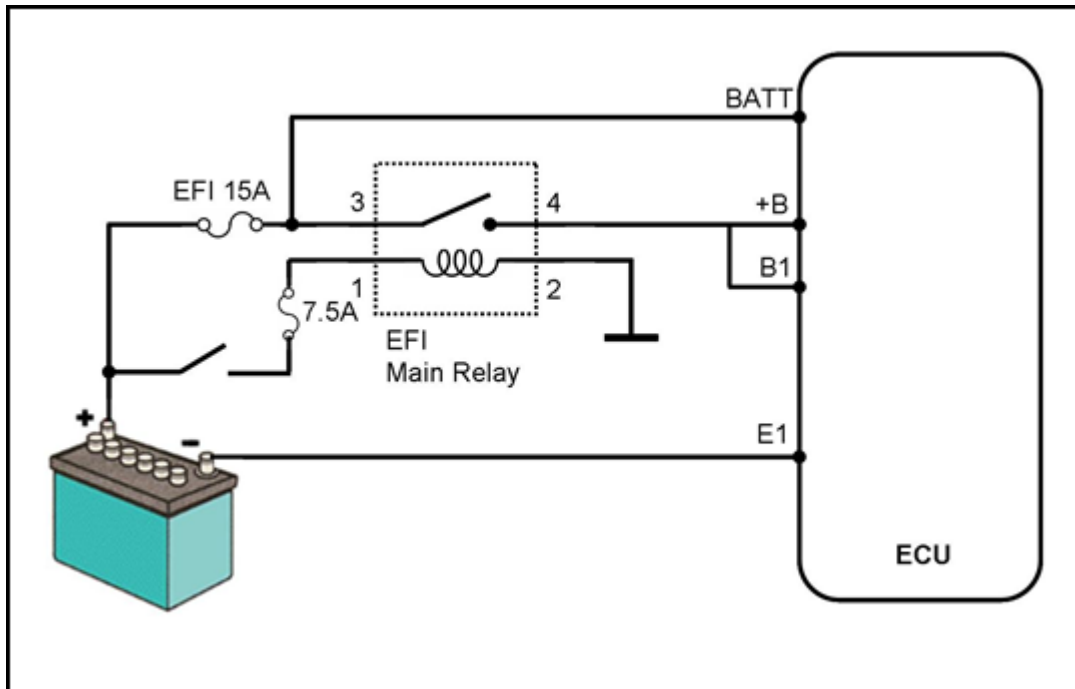 BATT
EFI 15A
3
4
+B
B1
1
2
7.5A
EFI
Main Relay
+
-
E1
ECU